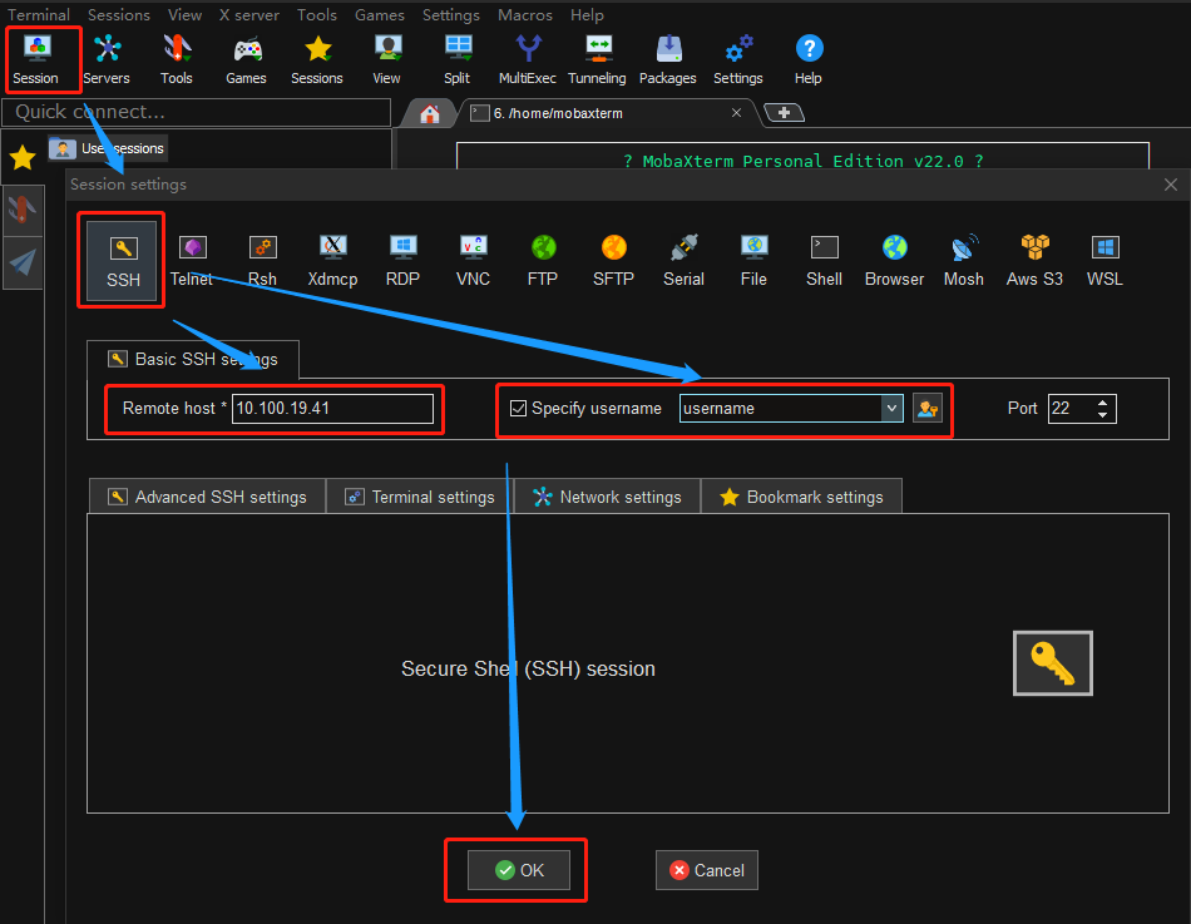 Terminal Sessions View X server Tools Games Settings Macros Help
Session Servers Tools Games Sessions View Split MultiExec Tunneling Packages Settings Help
Quick connect... 6. /home/mobaxterm
User sessions
? MobaXterm Personal Edition v22.0 ?
Session settings
SSH Telnet Rsh Xdmcp RDP VNC FTP SFTP Serial File Shell Browser Mosh Aws S3 WSL
Basic SSH settings
Remote host * 10.100.19.41 Specify username username Port 22
Advanced SSH settings Terminal settings Network settings Bookmark settings
Secure Shell (SSH) session
OK Cancel